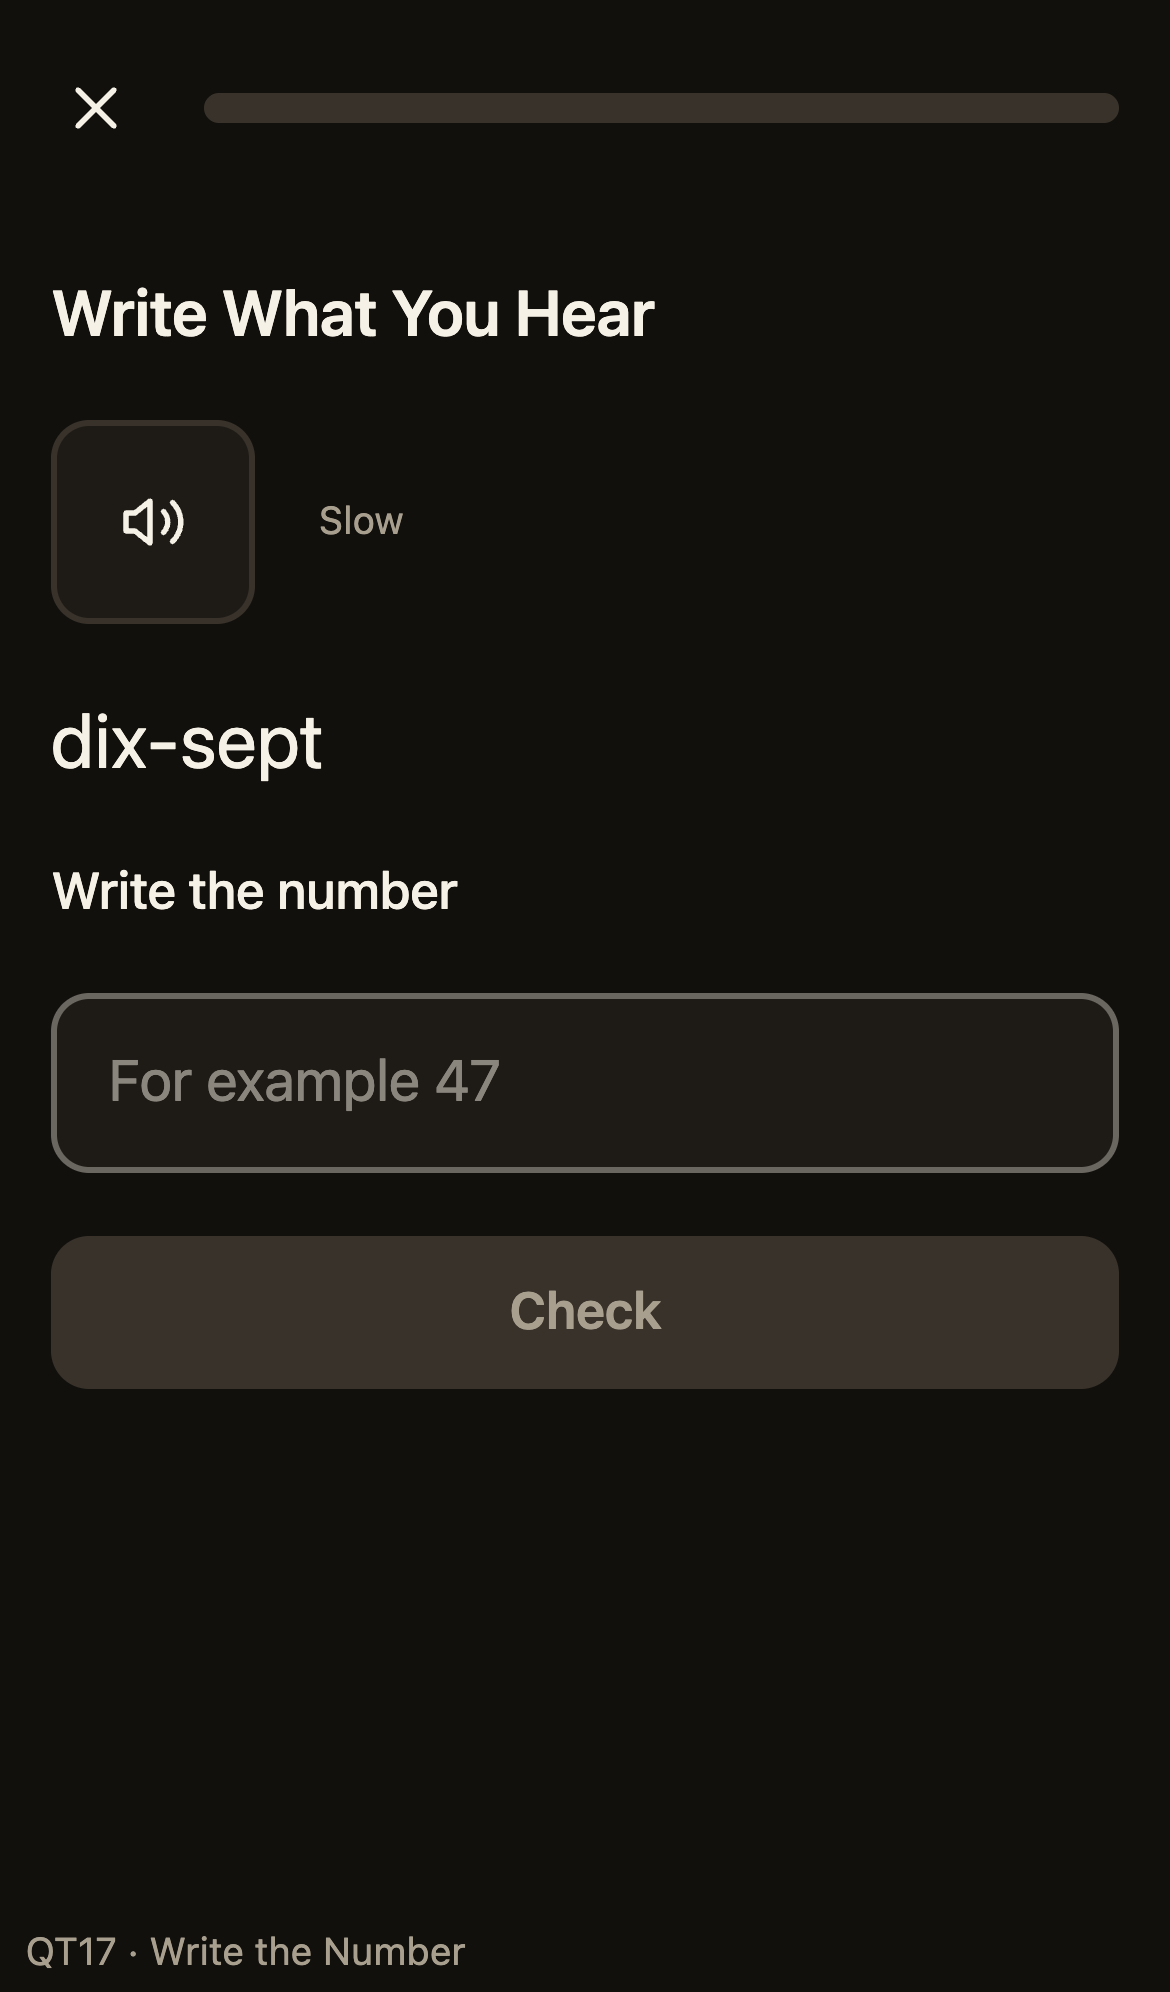 Write What You Hear
Slow
dix-sept
Write the number
For example 47
Check
QT17 · Write the Number